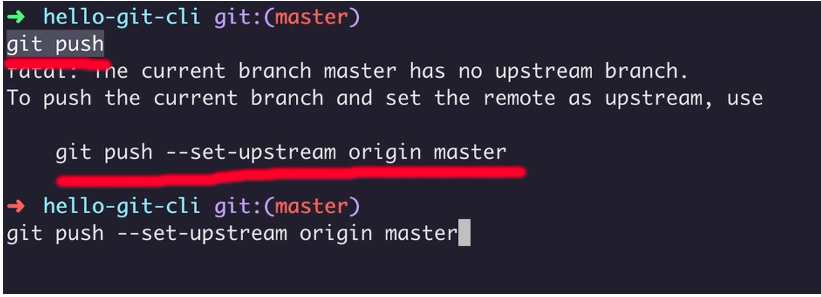 ➜ hello-git-cli git:(master)
git push
fatal: The current branch master has no upstream branch.
To push the current branch and set the remote as upstream, use
git push --set-upstream origin master
➜ hello-git-cli git:(master)
git push --set-upstream origin master